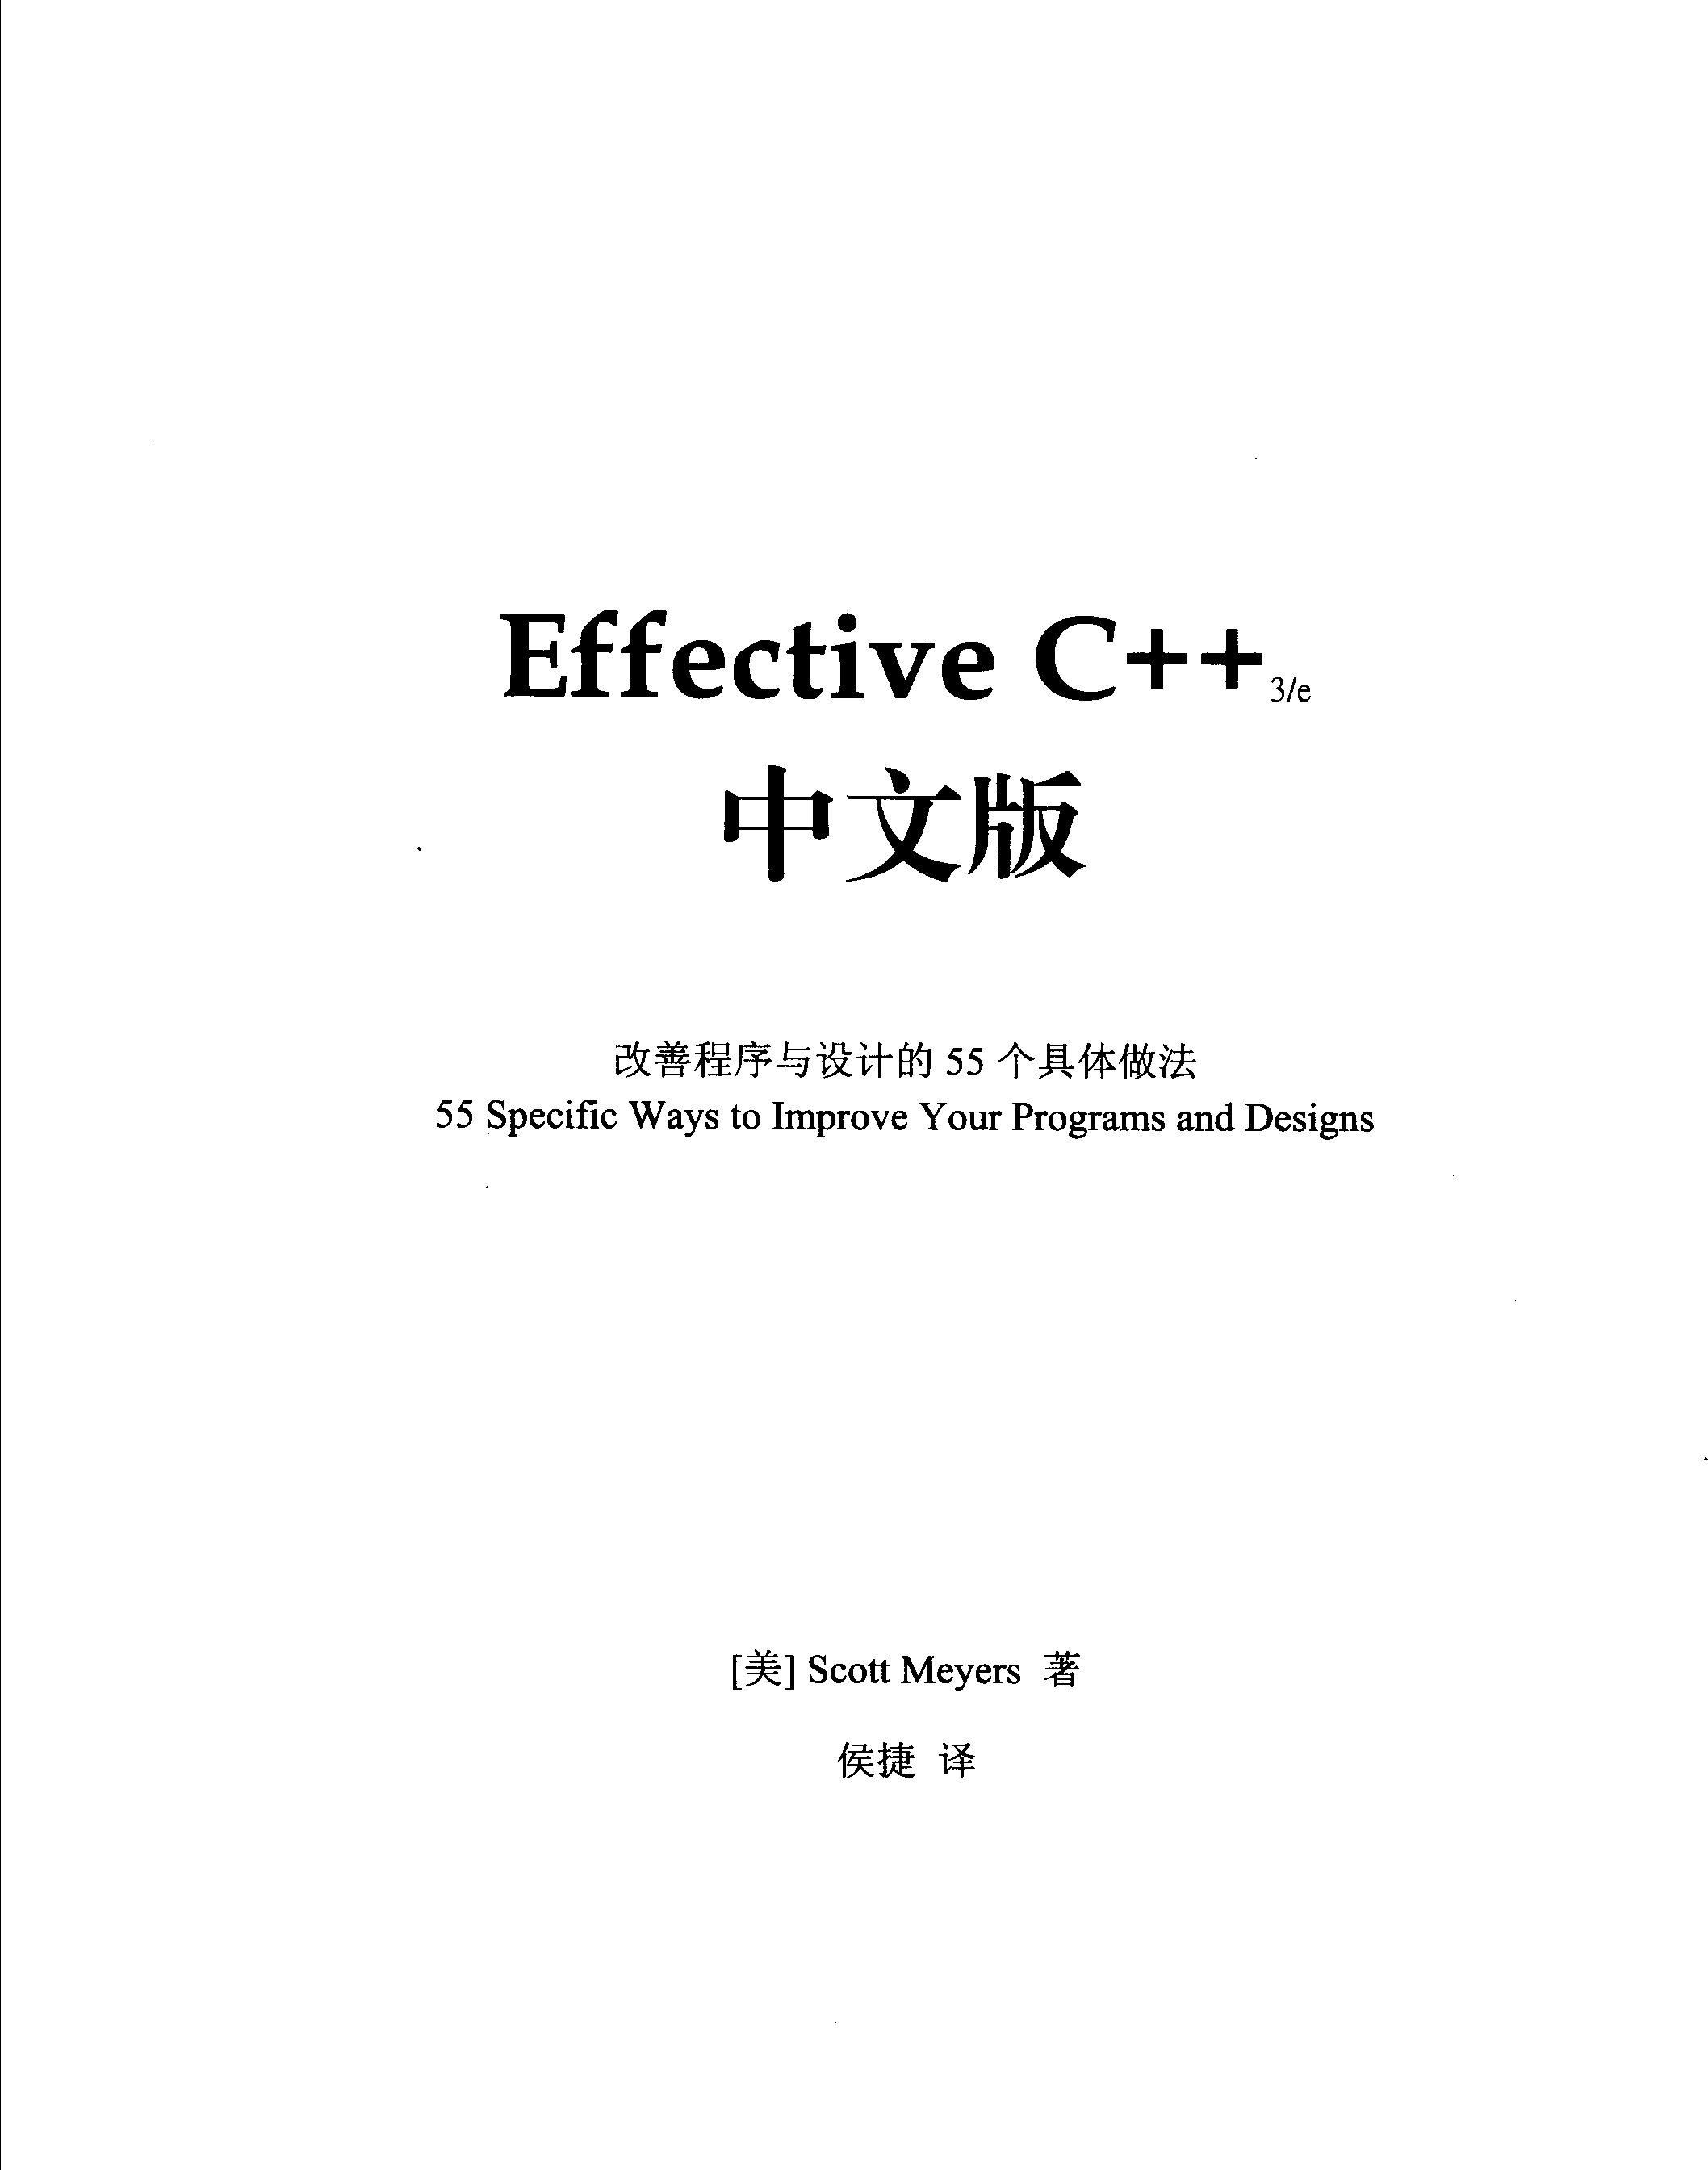 Effective C++ 3/e
中文版
改善程序与设计的 55 个具体做法
55 Specific Ways to Improve Your Programs and Designs
[美] Scott Meyers 著
侯捷 译